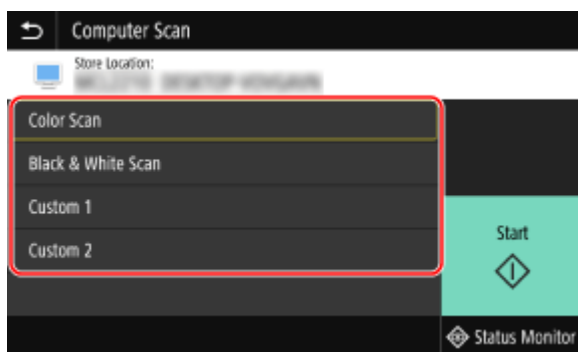 Computer Scan
Store Location:
Color Scan
Black & White Scan
Custom 1
Custom 2
Start
Status Monitor